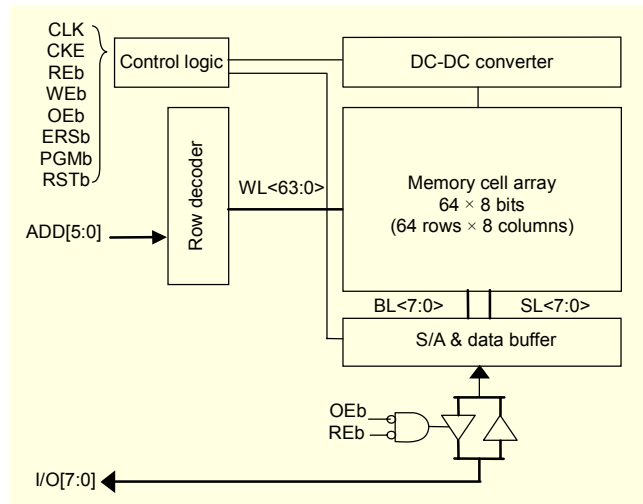 CLK
CKE
REb
WEb
OEb
ERSb
PGMb
RSTb
Control logic
DC-DC converter
Row decoder
WL<63:0>
ADD[5:0]
Memory cell array
64 × 8 bits
(64 rows × 8 columns)
BL<7:0>
SL<7:0>
S/A & data buffer
OEb
REb
I/O[7:0]